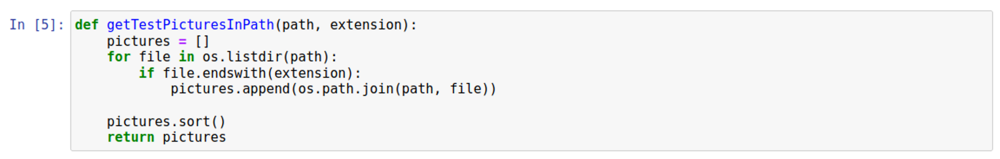 In [5]: def getTestPicturesInPath(path, extension):
    pictures = []
    for file in os.listdir(path):
        if file.endswith(extension):
            pictures.append(os.path.join(path, file))

    pictures.sort()
    return pictures